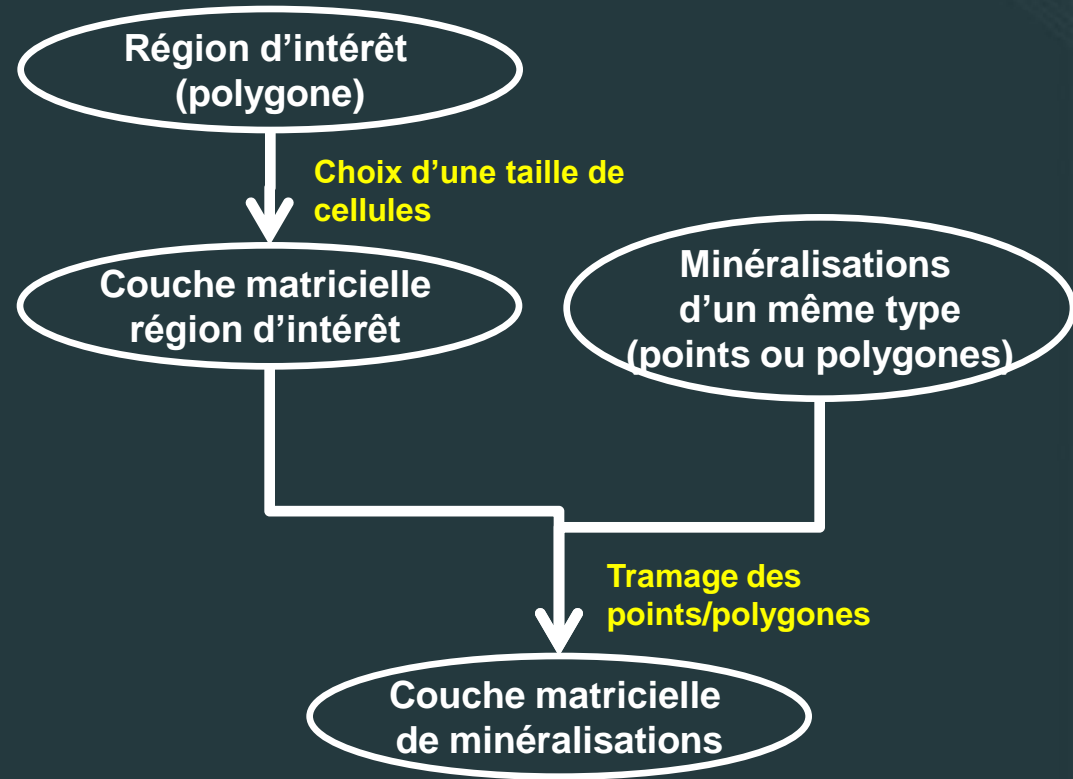 Région d’intérêt
(polygone)
Choix d’une taille de
cellules
Couche matricielle
région d’intérêt
Minéralisations
d’un même type
(points ou polygones)
Tramage des
points/polygones
Couche matricielle
de minéralisations